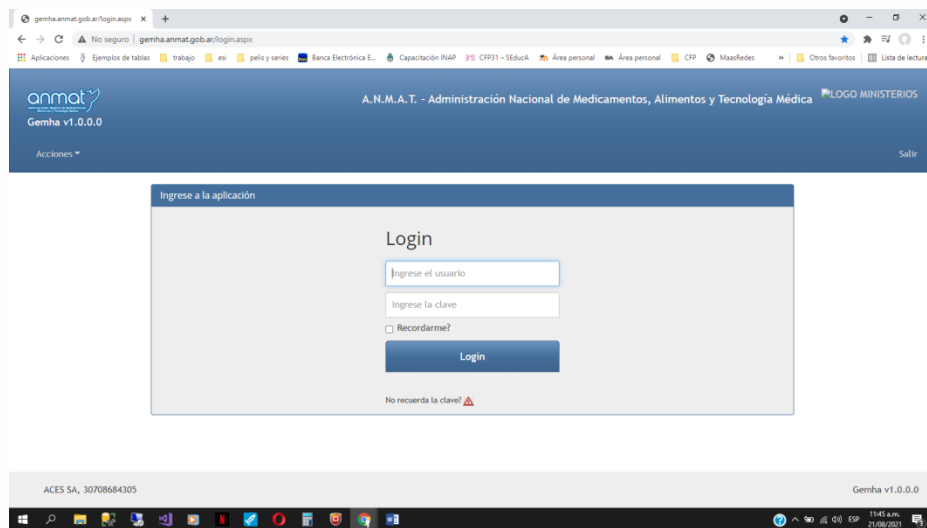 gemha.anmat.gob.ar/login.aspx
No seguro | gemha.anmat.gob.ar/login.aspx
Aplicaciones Ejemplos de tablas trabajo esi pelis y series Banca Electrónica E... Capacitación INAP CFP31 – SEducA Área personal Área personal CFP MaasRedes » Otros favoritos Lista de lectura
anmat
A.N.M.A.T. - Administración Nacional de Medicamentos, Alimentos y Tecnología Médica
LOGO MINISTERIOS
Gemha v1.0.0.0
Acciones
Salir
Ingrese a la aplicación
Login
Ingrese el usuario
Ingrese la clave
Recordarme?
Login
No recuerda la clave?
ACES SA, 30708684305
Gemha v1.0.0.0
ESP
11:45 a.m.
21/08/2021